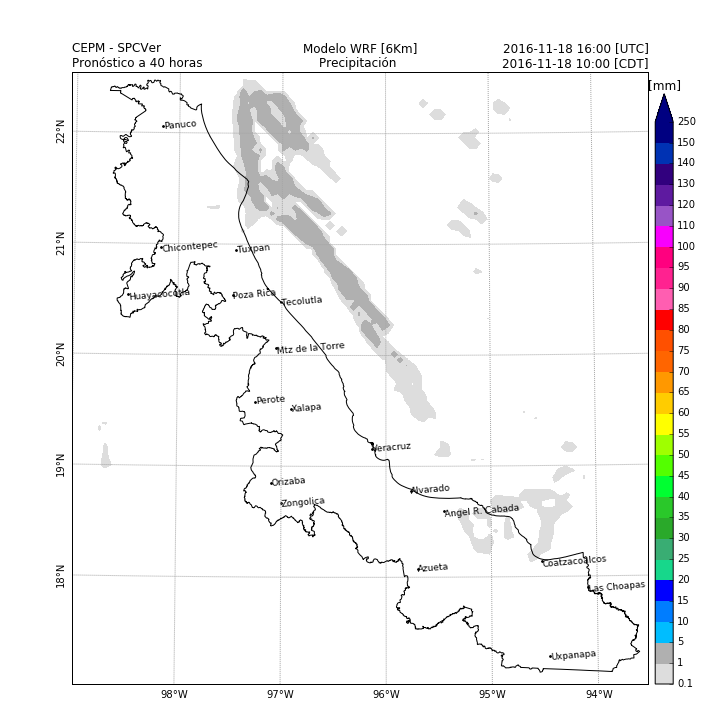 CEPM - SPCVer Modelo WRF [6Km] 2016-11-18 16:00 [UTC]
Pronóstico a 40 horas Precipitación 2016-11-18 10:00 [CDT]
[mm]
250
150
140
130
120
110
100
95
90
85
80
75
70
65
60
55
50
45
40
35
30
25
20
15
10
5
1
0.1
22°N
21°N
20°N
19°N
18°N
Panuco
Chicontepec
Tuxpan
Huayacocotla
Poza Rica
Tecolutla
Mtz de la Torre
Perote
Xalapa
Veracruz
Orizaba
Alvarado
Zongolica
Angel R. Cabada
Azueta
Coatzacoalcos
Las Choapas
Uxpanapa
98°W 97°W 96°W 95°W 94°W